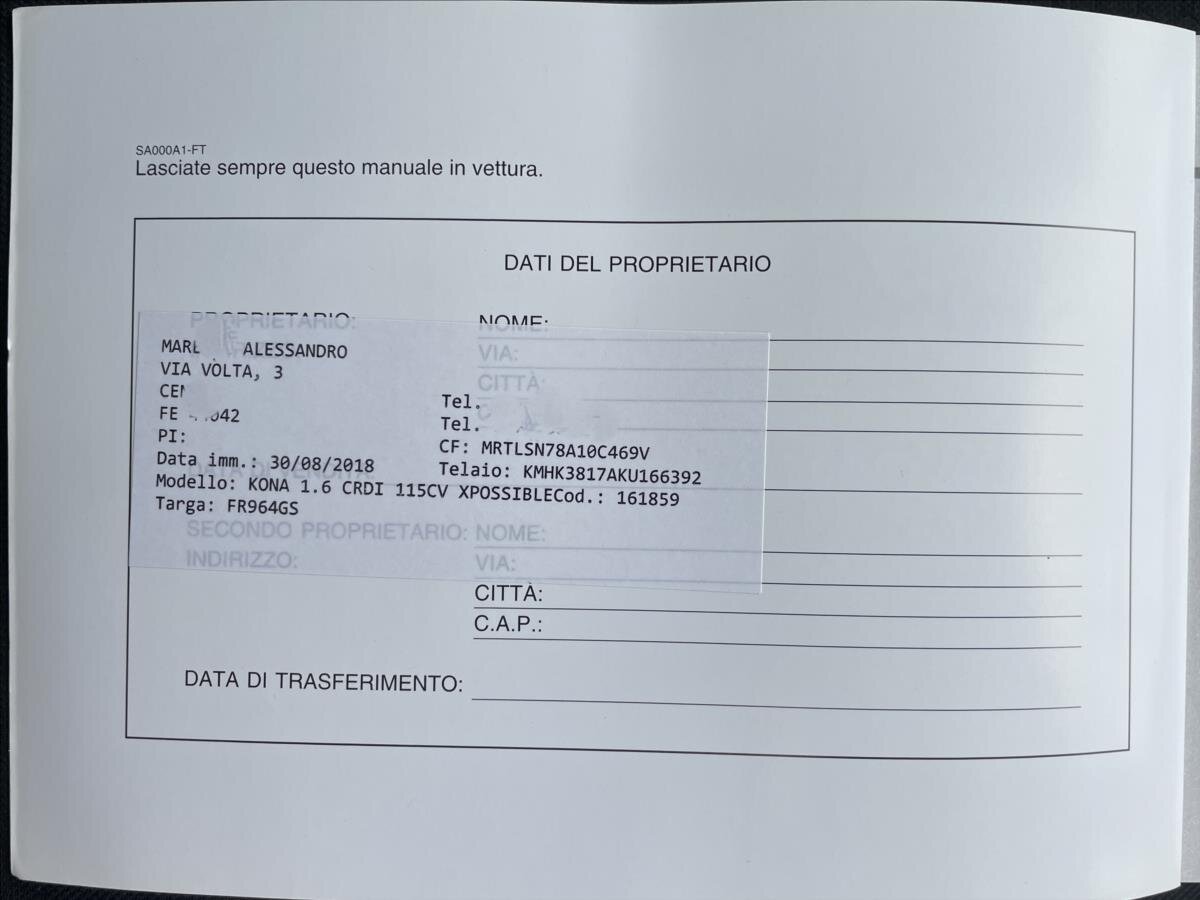 SA000A1-FT
Lasciate sempre questo manuale in vettura.
DATI DEL PROPRIETARIO
PROPRIETARIO: NOME:
VIA:
CITTÀ
ALESSANDRO
VIA VOLTA, 3
Tel.
FE
Tel.
PI:
CF: MRTLSN78A10C469V
Data imm.: 30/08/2018 Telaio: KMHK3817AKU166392
Modello: KONA 1.6 CRDI 115CV XPOSSIBLECod.: 161859
Targa: FR964GS
SECONDO PROPRIETARIO: NOME:
INDIRIZZO: VIA:
CITTÀ:
C.A.P.:
DATA DI TRASFERIMENTO: